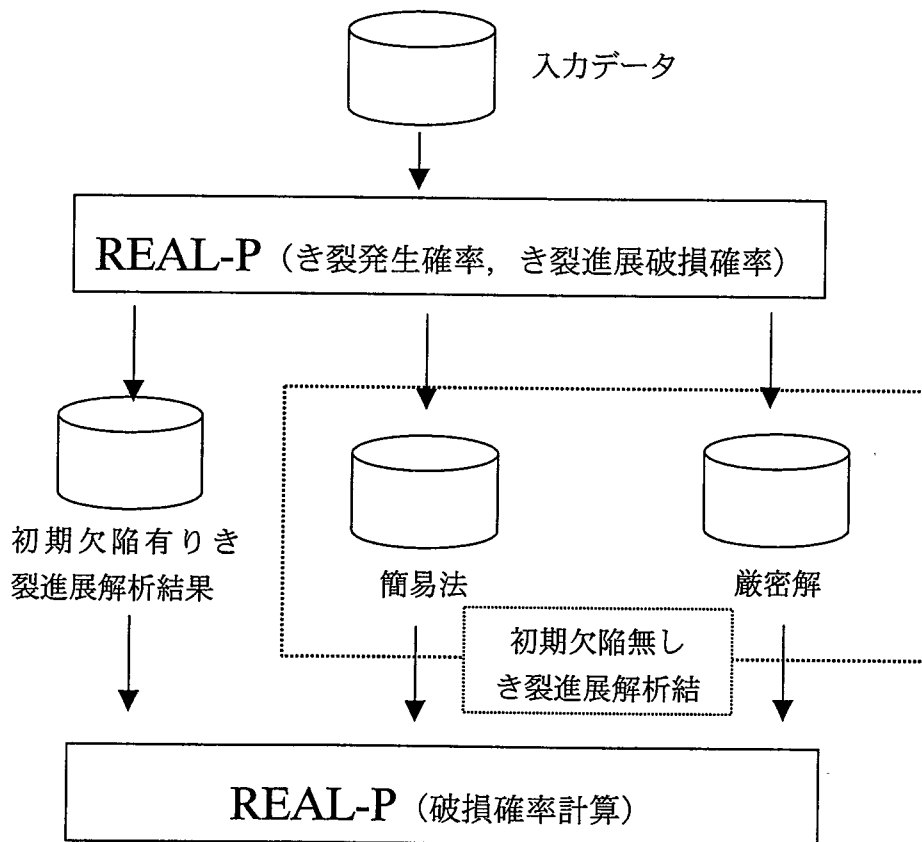 入力データ
REAL-P（き裂発生確率，き裂進展破損確率）
初期欠陥有りき
裂進展解析結果
簡易法
厳密解
初期欠陥無し
き裂進展解析結
REAL-P（破損確率計算）